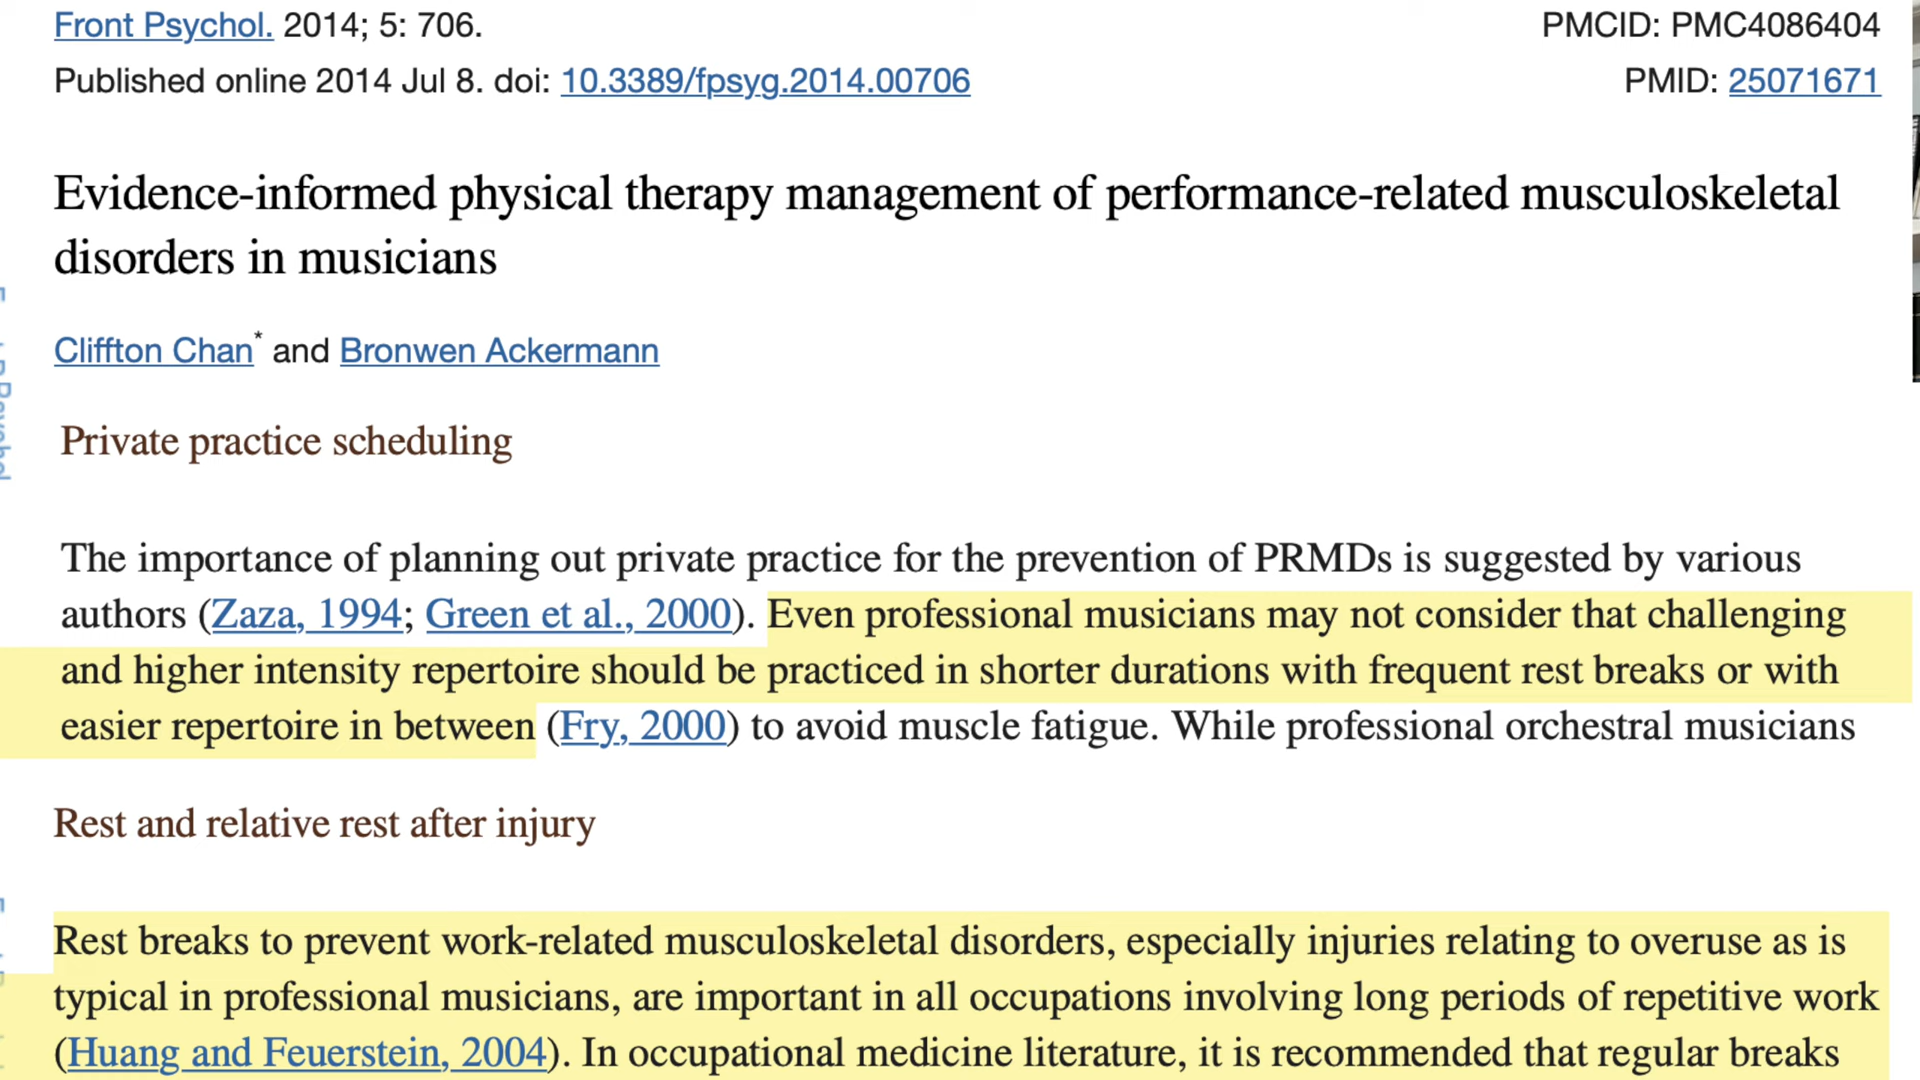 Front Psychol. 2014; 5: 706.
PMCID: PMC4086404
Published online 2014 Jul 8. doi: 10.3389/fpsyg.2014.00706
PMID: 25071671
Evidence-informed physical therapy management of performance-related musculoskeletal
disorders in musicians
Cliffton Chan* and Bronwen Ackermann
Private practice scheduling
The importance of planning out private practice for the prevention of PRMDs is suggested by various
authors (Zaza, 1994; Green et al., 2000). Even professional musicians may not consider that challenging
and higher intensity repertoire should be practiced in shorter durations with frequent rest breaks or with
easier repertoire in between (Fry, 2000) to avoid muscle fatigue. While professional orchestral musicians
Rest and relative rest after injury
Rest breaks to prevent work-related musculoskeletal disorders, especially injuries relating to overuse as is
typical in professional musicians, are important in all occupations involving long periods of repetitive work
(Huang and Feuerstein, 2004). In occupational medicine literature, it is recommended that regular breaks